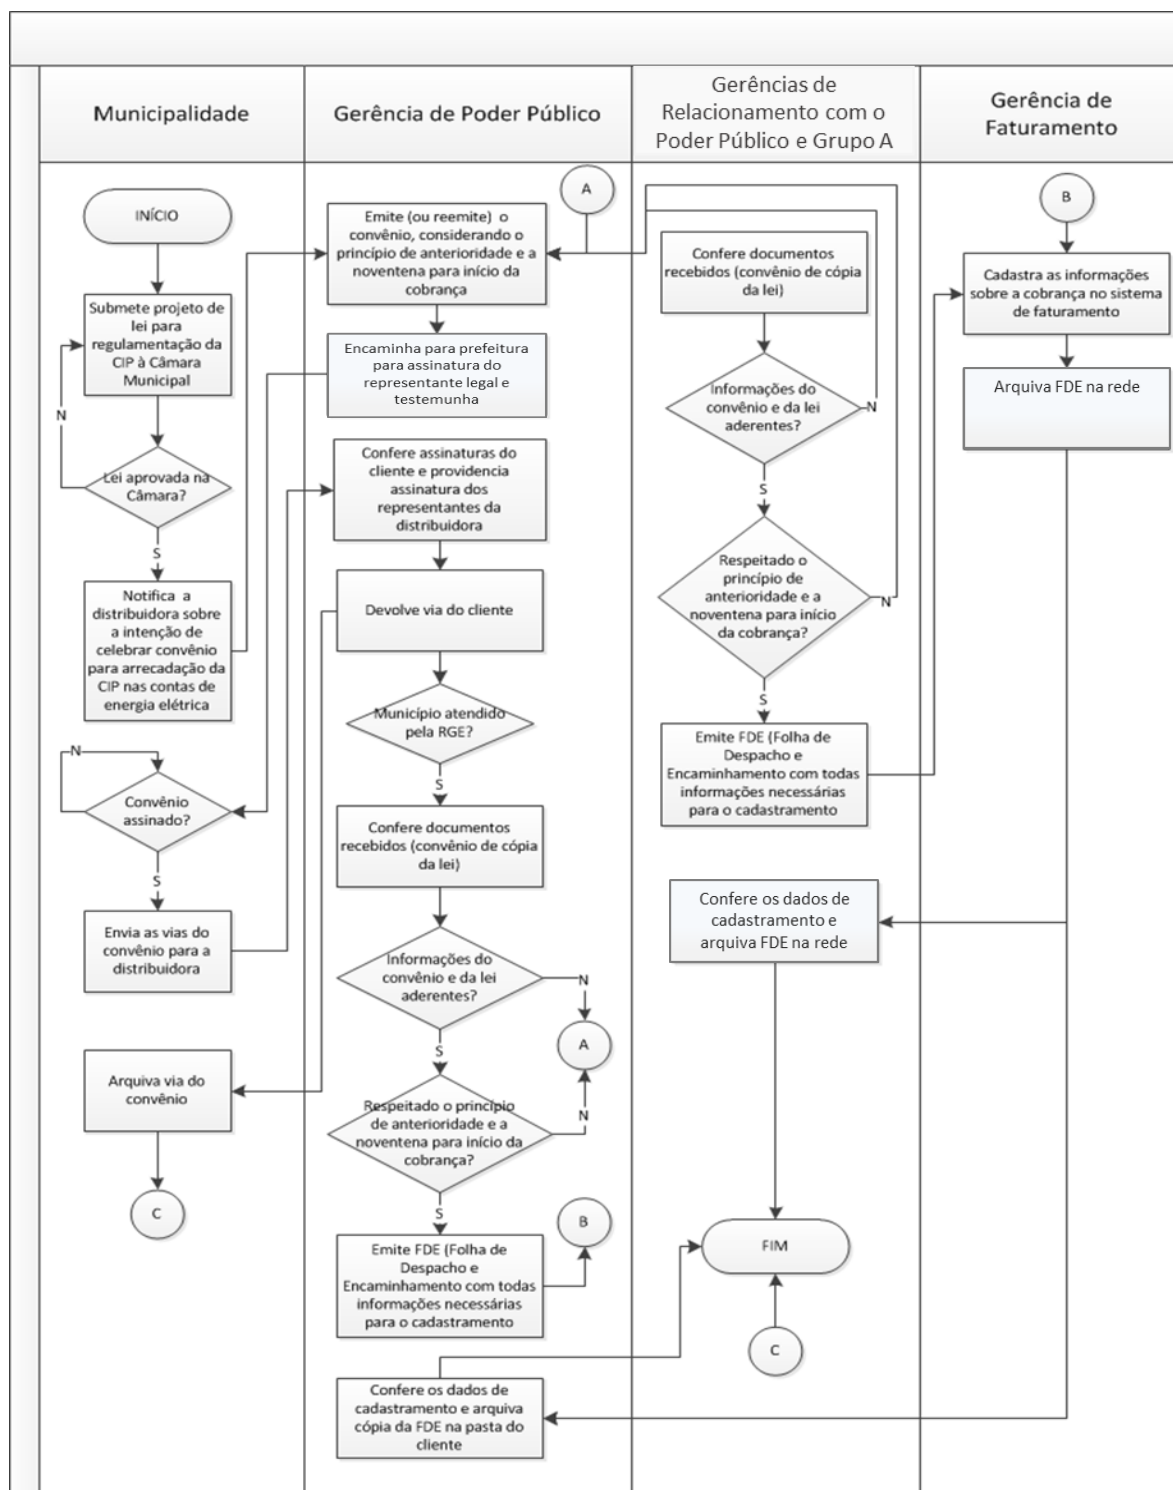 Municipalidade
Gerência de Poder Público
Gerências de
Relacionamento com o
Poder Público e Grupo A
Gerência de
Faturamento
INÍCIO
Submete projeto de
lei para
regulamentação da
CIP à Câmara
Municipal
N
Lei aprovada na
Câmara?
S
Notifica a
distribuidora sobre
a intenção de
celebrar convênio
para arrecadação da
CIP nas contas de
energia elétrica
N
Convênio
assinado?
S
Envia as vias do
convênio para a
distribuidora
Arquiva via do
convênio
C
A
Emite (ou reemite) o
convênio, considerando o
princípio de anterioridade e a
noventena para início da
cobrança
Encaminha para prefeitura
para assinatura do
representante legal e
testemunha
Confere assinaturas do
cliente e providencia
assinatura dos
representantes da
distribuidora
Devolve via do cliente
Município atendido
pela RGE?
S
Confere documentos
recebidos (convênio de cópia
da lei)
Informações do
convênio e da lei
aderentes?
N
A
S
Respeitado o princípio
de anterioridade e a
noventena para início da
cobrança?
N
S
B
Emite FDE (Folha de
Despacho e
Encaminhamento com todas
informações necessárias
para o cadastramento
Confere os dados de
cadastramento e arquiva
cópia da FDE na pasta do
cliente
Confere documentos
recebidos (convênio de cópia
da lei)
Informações do
convênio e da lei
aderentes?
N
S
Respeitado o
princípio de
anterioridade e a
noventena para início
da cobrança?
N
S
Emite FDE (Folha de
Despacho e
Encaminhamento com todas
informações necessárias
para o cadastramento
Confere os dados de
cadastramento e
arquiva FDE na rede
FIM
C
B
Cadastra as informações
sobre a cobrança no sistema
de faturamento
Arquiva FDE na rede